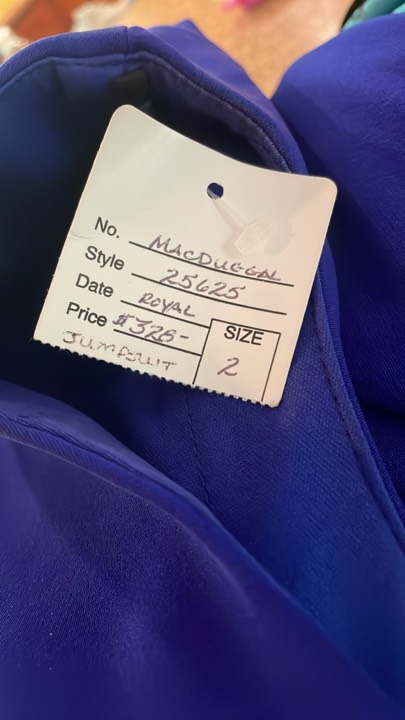 No. MACDUGGAL
Style 25625
Date ROYAL
Price $328-
JUMPSUIT
SIZE
2